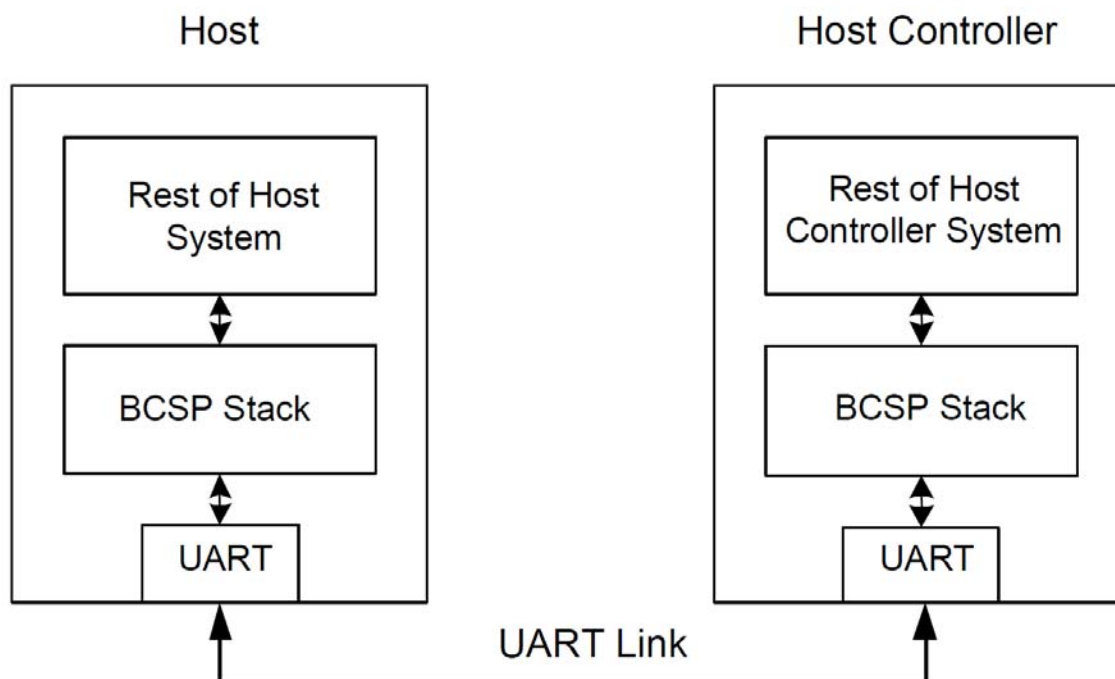 Host
Rest of Host
System
BCSP Stack
UART
Host Controller
Rest of Host
Controller System
BCSP Stack
UART
UART Link